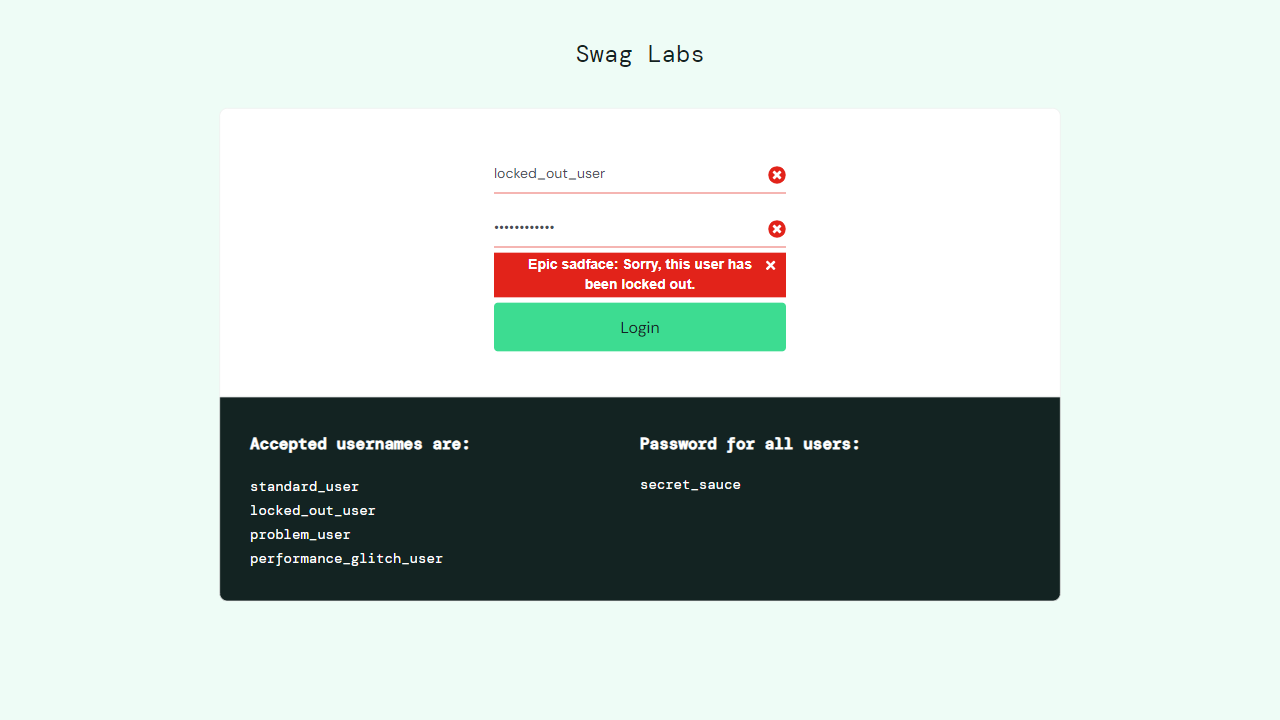 Swag Labs
locked_out_user
••••••••••••
Epic sadface: Sorry, this user has
been locked out.
Login
Accepted usernames are:
standard_user
locked_out_user
problem_user
performance_glitch_user
Password for all users:
secret_sauce